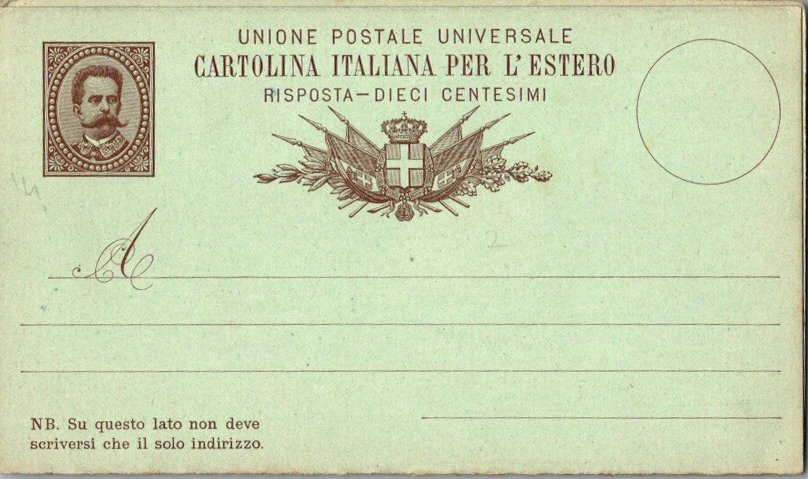 UNIONE POSTALE UNIVERSALE
CARTOLINA ITALIANA PER L'ESTERO
RISPOSTA—DIECI CENTESIMI
A
NB. Su questo lato non deve
scriversi che il solo indirizzo.